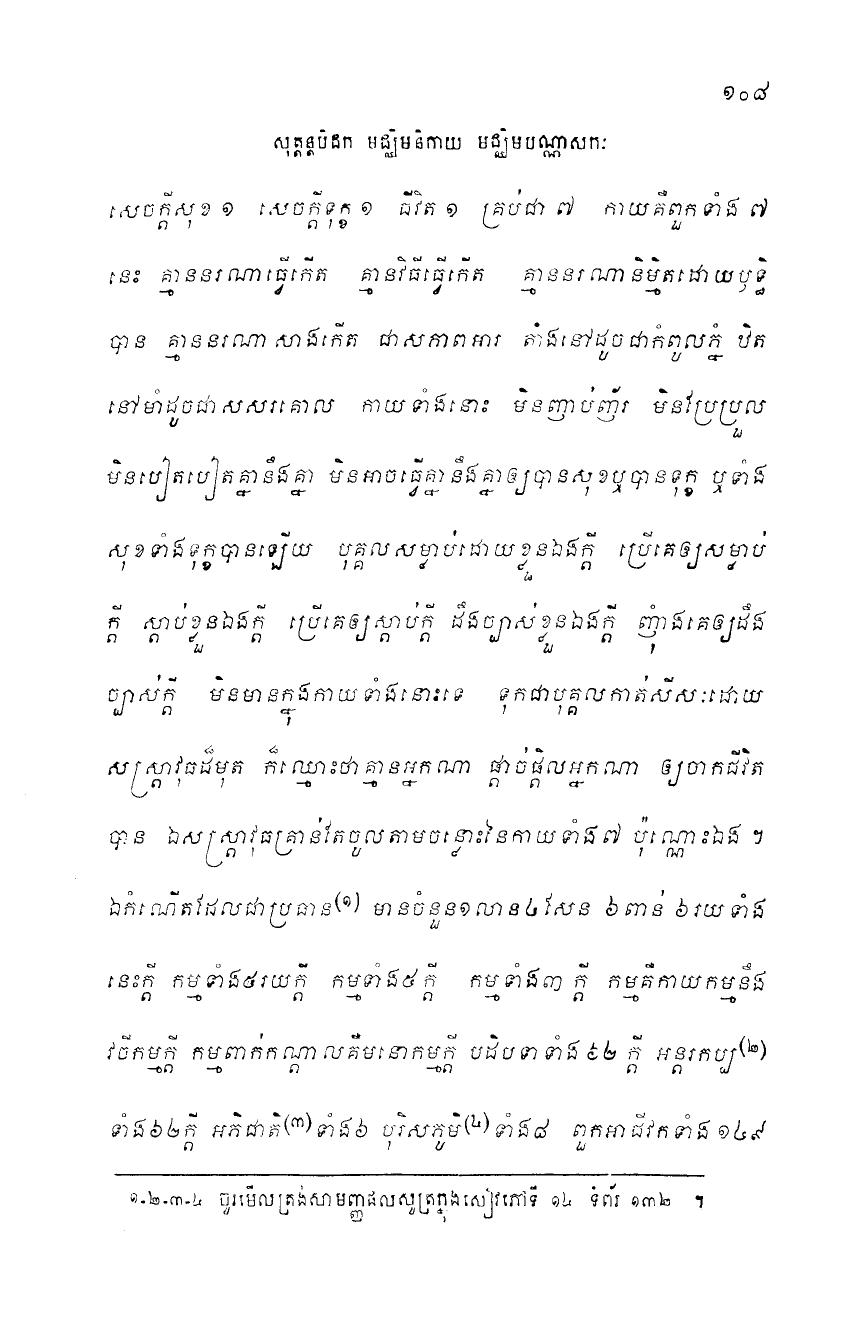 ១០៨
សុត្តន្តបិដក មជ្ឈិមនិកាយ មជ្ឈិមបណ្ណាសកៈ
សេចក្តីសុខ ១ សេចក្តីទុក្ខ ១ ជីវិត ១ គ្រប់ជា ៧ កាយគឺពួកទាំង ៧
នេះ គ្មាននរណាធ្វើកើត គ្មានវិធីធ្វើកើត គ្មាននរណានិម្មិតដោយឫទ្ធិ
បាន គ្មាននរណាសាងកើត ជាសភាពអារ តាំងនៅដូចជាកំពូលភ្នំ ឋិត
នៅមាំដូចជាសសរគោល កាយទាំងនោះ មិនញាប់ញ័រ មិនប្រែប្រួល
មិនបៀតបៀតគ្នានឹងគ្នា មិនអាចធ្វើគ្នានឹងគ្នាឲ្យបានសុខឬបានទុក្ខ ឬទាំង
សុខទាំងទុក្ខបានឡើយ បុគ្គលសម្លាប់ដោយខ្លួនឯងក្តី ប្រើគេឲ្យសម្លាប់
ក្តី ស្តាប់ខ្លួនឯងក្តី ប្រើគេឲ្យស្តាប់ក្តី ដឹងច្បាស់ខ្លួនឯងក្តី ញុំាងគេឲ្យដឹង
ច្បាស់ក្តី មិនមានក្នុងកាយទាំងនោះទេ ទុកជាបុគ្គលកាត់សីសៈដោយ
សស្ត្រាវុធដ៏មុត ក៏ឈ្មោះថាគ្មានអ្នកណា ផ្តាច់ផ្តិលអ្នកណា ឲ្យចាកជីវិត
បាន ឯសស្ត្រាវុធគ្រាន់តែចូលតាមចន្លោះនៃកាយទាំង៧ ប៉ុណ្ណោះឯង ។
ឯកំណើតដែលជាប្រធាន(១) មានចំនួន១លាន៤សែន ៦ពាន់ ៦រយទាំង
នេះក្តី កម្មទាំង៥រយក្តី កម្មទាំង៥ក្តី កម្មទាំង៣ ក្តី កម្មគឺកាយកម្មនឹង
វចីកម្មក្តី កម្មពាក់កណ្តាលគឺមនោកម្មក្តី បដិបទាទាំង៦២ ក្តី អន្តរកប្ប(២)
ទាំង៦២ក្តី អភិជាតិ(៣)ទាំង៦ បុរិសភូមិ(៤)ទាំង៨ ពួកអាជីវកទាំង ១៤៩
១-២-៣-៤ ចូរមើលត្រង់សាមញ្ញផលសូត្រក្នុងសៀវភៅទី ១៤ ទំព័រ ១៣២ ។